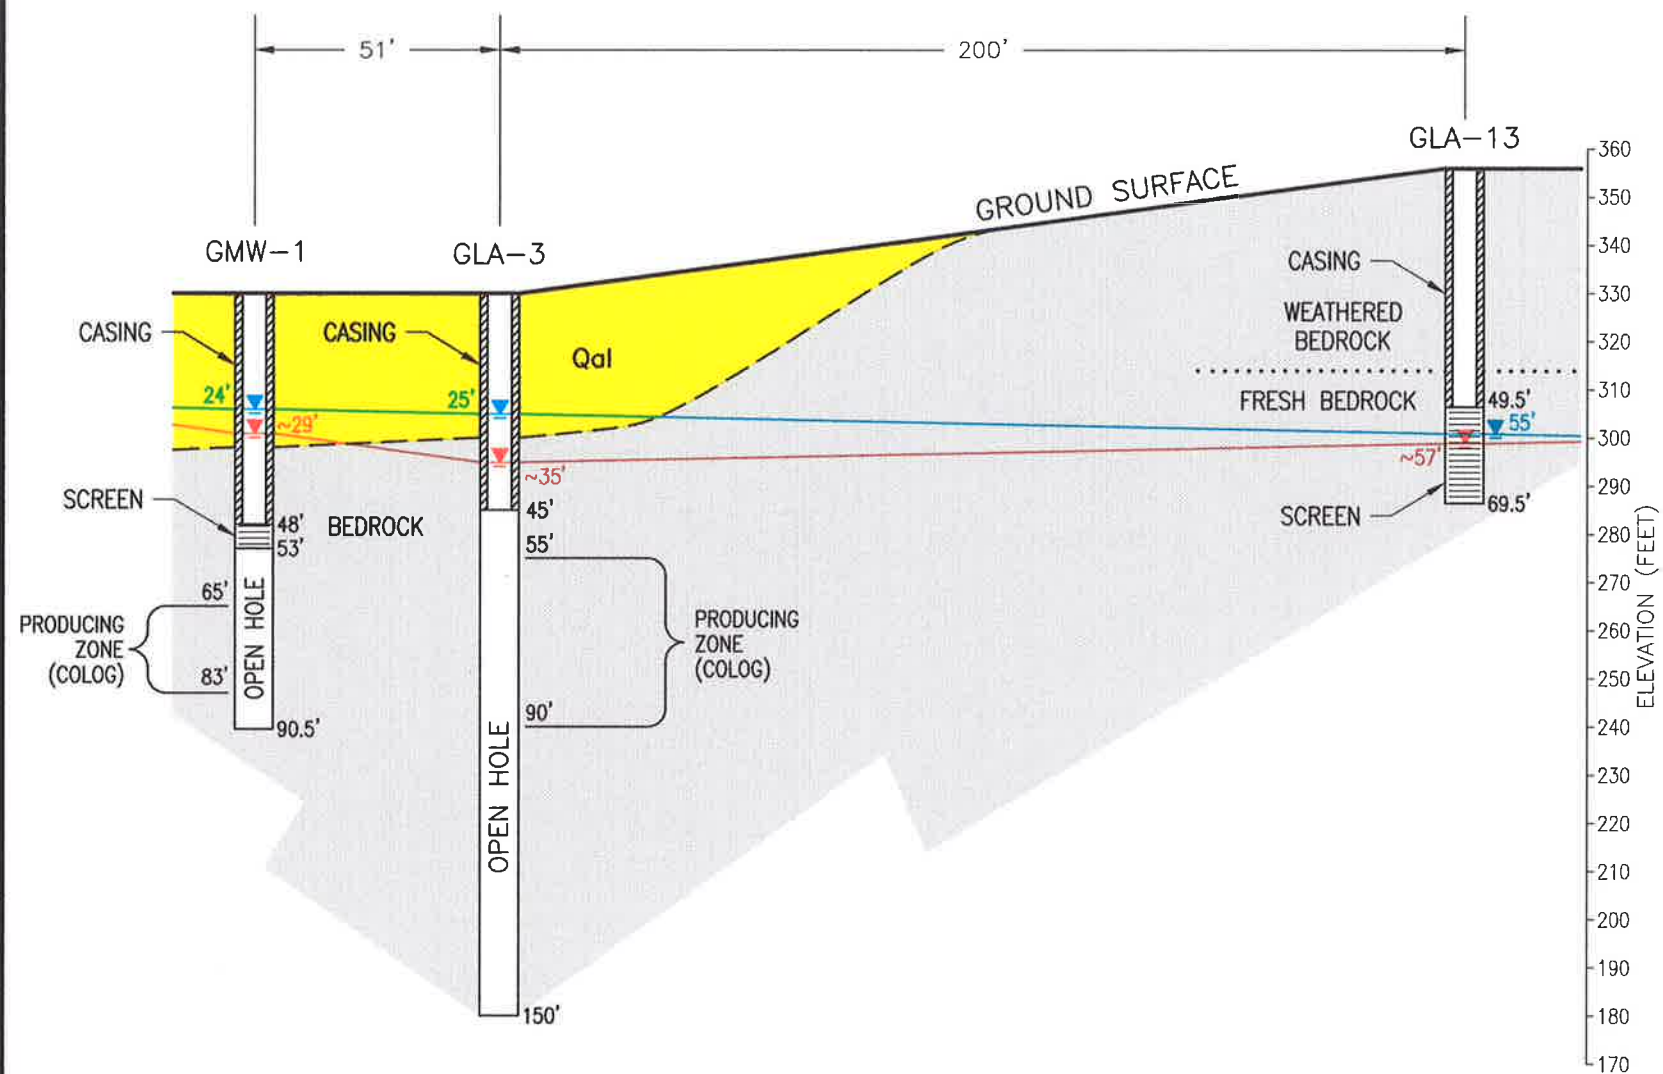 51'
200'
GLA-13
GMW-1
GLA-3
GROUND SURFACE
CASING
CASING
CASING
WEATHERED
BEDROCK
Qal
24'
25'
~29'
~35'
FRESH BEDROCK
49.5'
55'
~57'
SCREEN
SCREEN
69.5'
48'
53'
BEDROCK
45'
55'
65'
83'
90.5'
PRODUCING
ZONE
(COLOG)
OPEN HOLE
PRODUCING
ZONE
(COLOG)
90'
OPEN HOLE
150'
360
350
340
330
320
310
300
290
280
270
260
250
240
230
220
210
200
190
180
170
ELEVATION (FEET)